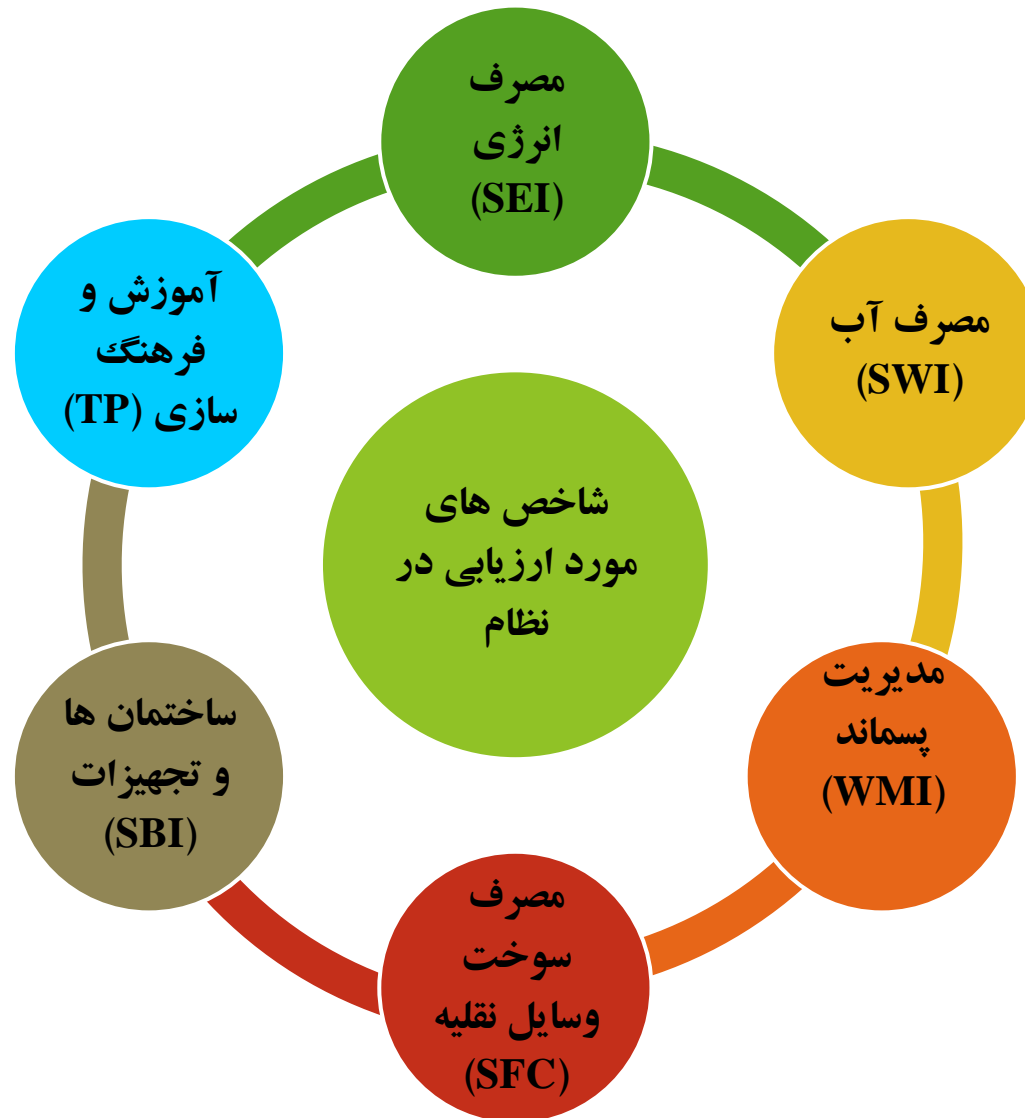 مصرف
انرژی
(SEI)
مصرف آب
(SWI)
مدیریت
پسماند
(WMI)
مصرف
سوخت
وسایل نقلیه
(SFC)
ساختمان ها
و تجهیزات
(SBI)
آموزش و
فرهنگ
سازی (TP)
شاخص های
مورد ارزیابی در
نظام